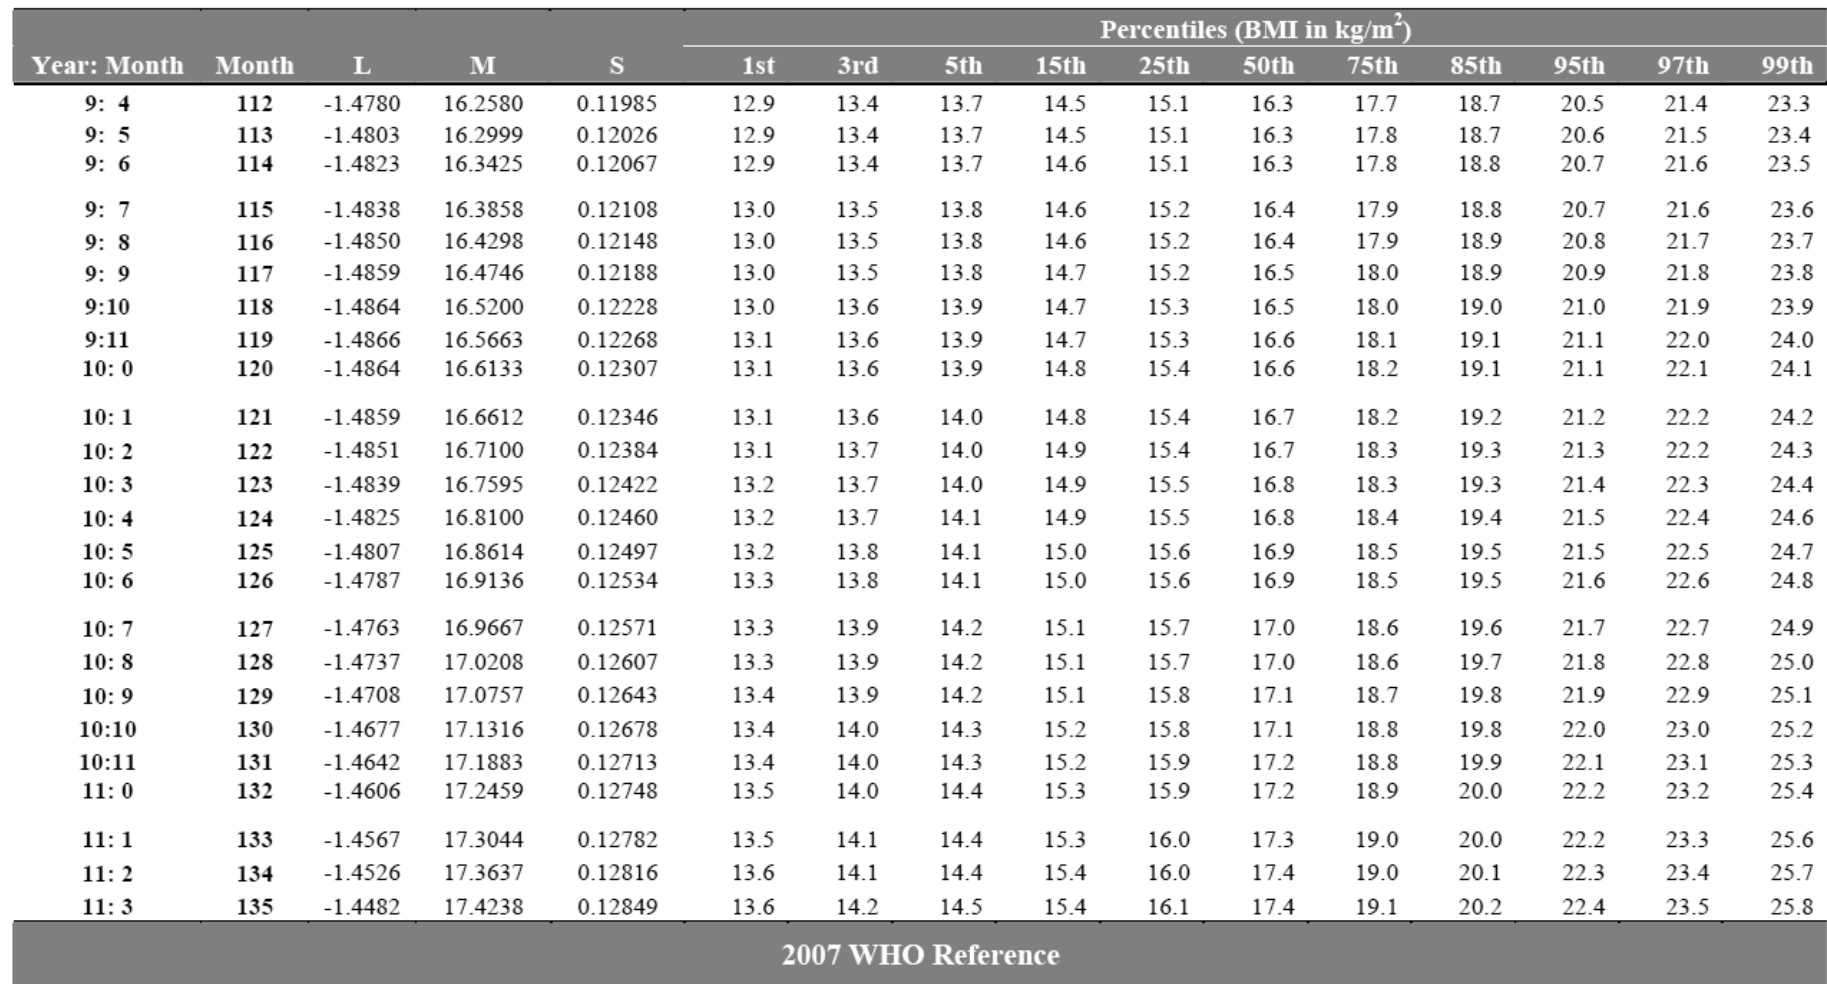 Percentiles (BMI in kg/m²)
Year: Month Month L M S 1st 3rd 5th 15th 25th 50th 75th 85th 95th 97th 99th
9: 4 112 -1.4780 16.2580 0.11985 12.9 13.4 13.7 14.5 15.1 16.3 17.7 18.7 20.5 21.4 23.3
9: 5 113 -1.4803 16.2999 0.12026 12.9 13.4 13.7 14.5 15.1 16.3 17.8 18.7 20.6 21.5 23.4
9: 6 114 -1.4823 16.3425 0.12067 12.9 13.4 13.7 14.6 15.1 16.3 17.8 18.8 20.7 21.6 23.5
9: 7 115 -1.4838 16.3858 0.12108 13.0 13.5 13.8 14.6 15.2 16.4 17.9 18.8 20.7 21.6 23.6
9: 8 116 -1.4850 16.4298 0.12148 13.0 13.5 13.8 14.6 15.2 16.4 17.9 18.9 20.8 21.7 23.7
9: 9 117 -1.4859 16.4746 0.12188 13.0 13.5 13.8 14.7 15.2 16.5 18.0 18.9 20.9 21.8 23.8
9:10 118 -1.4864 16.5200 0.12228 13.0 13.6 13.9 14.7 15.3 16.5 18.0 19.0 21.0 21.9 23.9
9:11 119 -1.4866 16.5663 0.12268 13.1 13.6 13.9 14.7 15.3 16.6 18.1 19.1 21.1 22.0 24.0
10: 0 120 -1.4864 16.6133 0.12307 13.1 13.6 13.9 14.8 15.4 16.6 18.2 19.1 21.1 22.1 24.1
10: 1 121 -1.4859 16.6612 0.12346 13.1 13.6 14.0 14.8 15.4 16.7 18.2 19.2 21.2 22.2 24.2
10: 2 122 -1.4851 16.7100 0.12384 13.1 13.7 14.0 14.9 15.4 16.7 18.3 19.3 21.3 22.2 24.3
10: 3 123 -1.4839 16.7595 0.12422 13.2 13.7 14.0 14.9 15.5 16.8 18.3 19.3 21.4 22.3 24.4
10: 4 124 -1.4825 16.8100 0.12460 13.2 13.7 14.1 14.9 15.5 16.8 18.4 19.4 21.5 22.4 24.6
10: 5 125 -1.4807 16.8614 0.12497 13.2 13.8 14.1 15.0 15.6 16.9 18.5 19.5 21.5 22.5 24.7
10: 6 126 -1.4787 16.9136 0.12534 13.3 13.8 14.1 15.0 15.6 16.9 18.5 19.5 21.6 22.6 24.8
10: 7 127 -1.4763 16.9667 0.12571 13.3 13.9 14.2 15.1 15.7 17.0 18.6 19.6 21.7 22.7 24.9
10: 8 128 -1.4737 17.0208 0.12607 13.3 13.9 14.2 15.1 15.7 17.0 18.6 19.7 21.8 22.8 25.0
10: 9 129 -1.4708 17.0757 0.12643 13.4 13.9 14.2 15.1 15.8 17.1 18.7 19.8 21.9 22.9 25.1
10:10 130 -1.4677 17.1316 0.12678 13.4 14.0 14.3 15.2 15.8 17.1 18.8 19.8 22.0 23.0 25.2
10:11 131 -1.4642 17.1883 0.12713 13.4 14.0 14.3 15.2 15.9 17.2 18.8 19.9 22.1 23.1 25.3
11: 0 132 -1.4606 17.2459 0.12748 13.5 14.0 14.4 15.3 15.9 17.2 18.9 20.0 22.2 23.2 25.4
11: 1 133 -1.4567 17.3044 0.12782 13.5 14.1 14.4 15.3 16.0 17.3 19.0 20.0 22.2 23.3 25.6
11: 2 134 -1.4526 17.3637 0.12816 13.6 14.1 14.4 15.4 16.0 17.4 19.0 20.1 22.3 23.4 25.7
11: 3 135 -1.4482 17.4238 0.12849 13.6 14.2 14.5 15.4 16.1 17.4 19.1 20.2 22.4 23.5 25.8
2007 WHO Reference